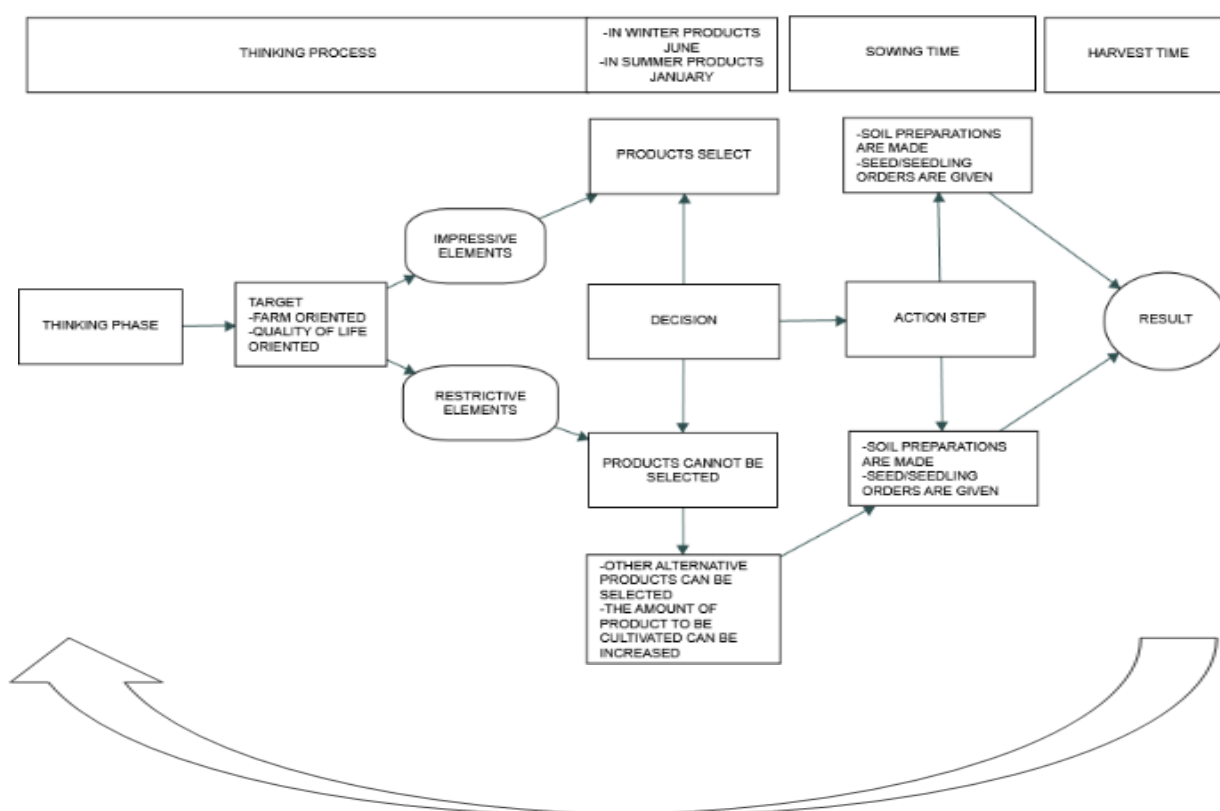 THINKING PROCESS
-IN WINTER PRODUCTS
JUNE
-IN SUMMER PRODUCTS
JANUARY
SOWING TIME
HARVEST TIME
PRODUCTS SELECT
-SOIL PREPARATIONS
ARE MADE
-SEED/SEEDLING
ORDERS ARE GIVEN
IMPRESSIVE
ELEMENTS
THINKING PHASE
TARGET
-FARM ORIENTED
-QUALITY OF LIFE
ORIENTED
DECISION
ACTION STEP
RESULT
RESTRICTIVE
ELEMENTS
PRODUCTS CANNOT BE
SELECTED
-SOIL PREPARATIONS
ARE MADE
-SEED/SEEDLING
ORDERS ARE GIVEN
-OTHER ALTERNATIVE
PRODUCTS CAN BE
SELECTED
-THE AMOUNT OF
PRODUCT TO BE
CULTIVATED CAN BE
INCREASED